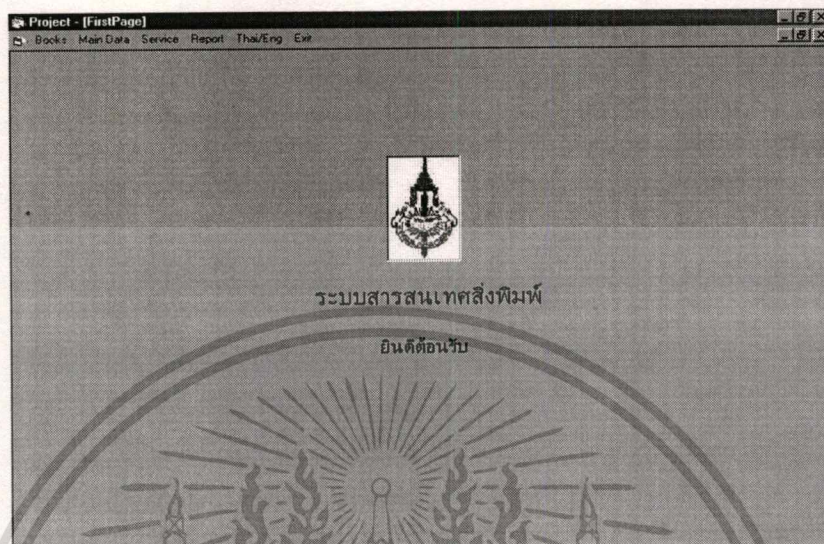 Project - [FirstPage]
Books Main Data Service Report Thai/Eng Exit
ระบบสารสนเทศสิ่งพิมพ์
ยินดีต้อนรับ